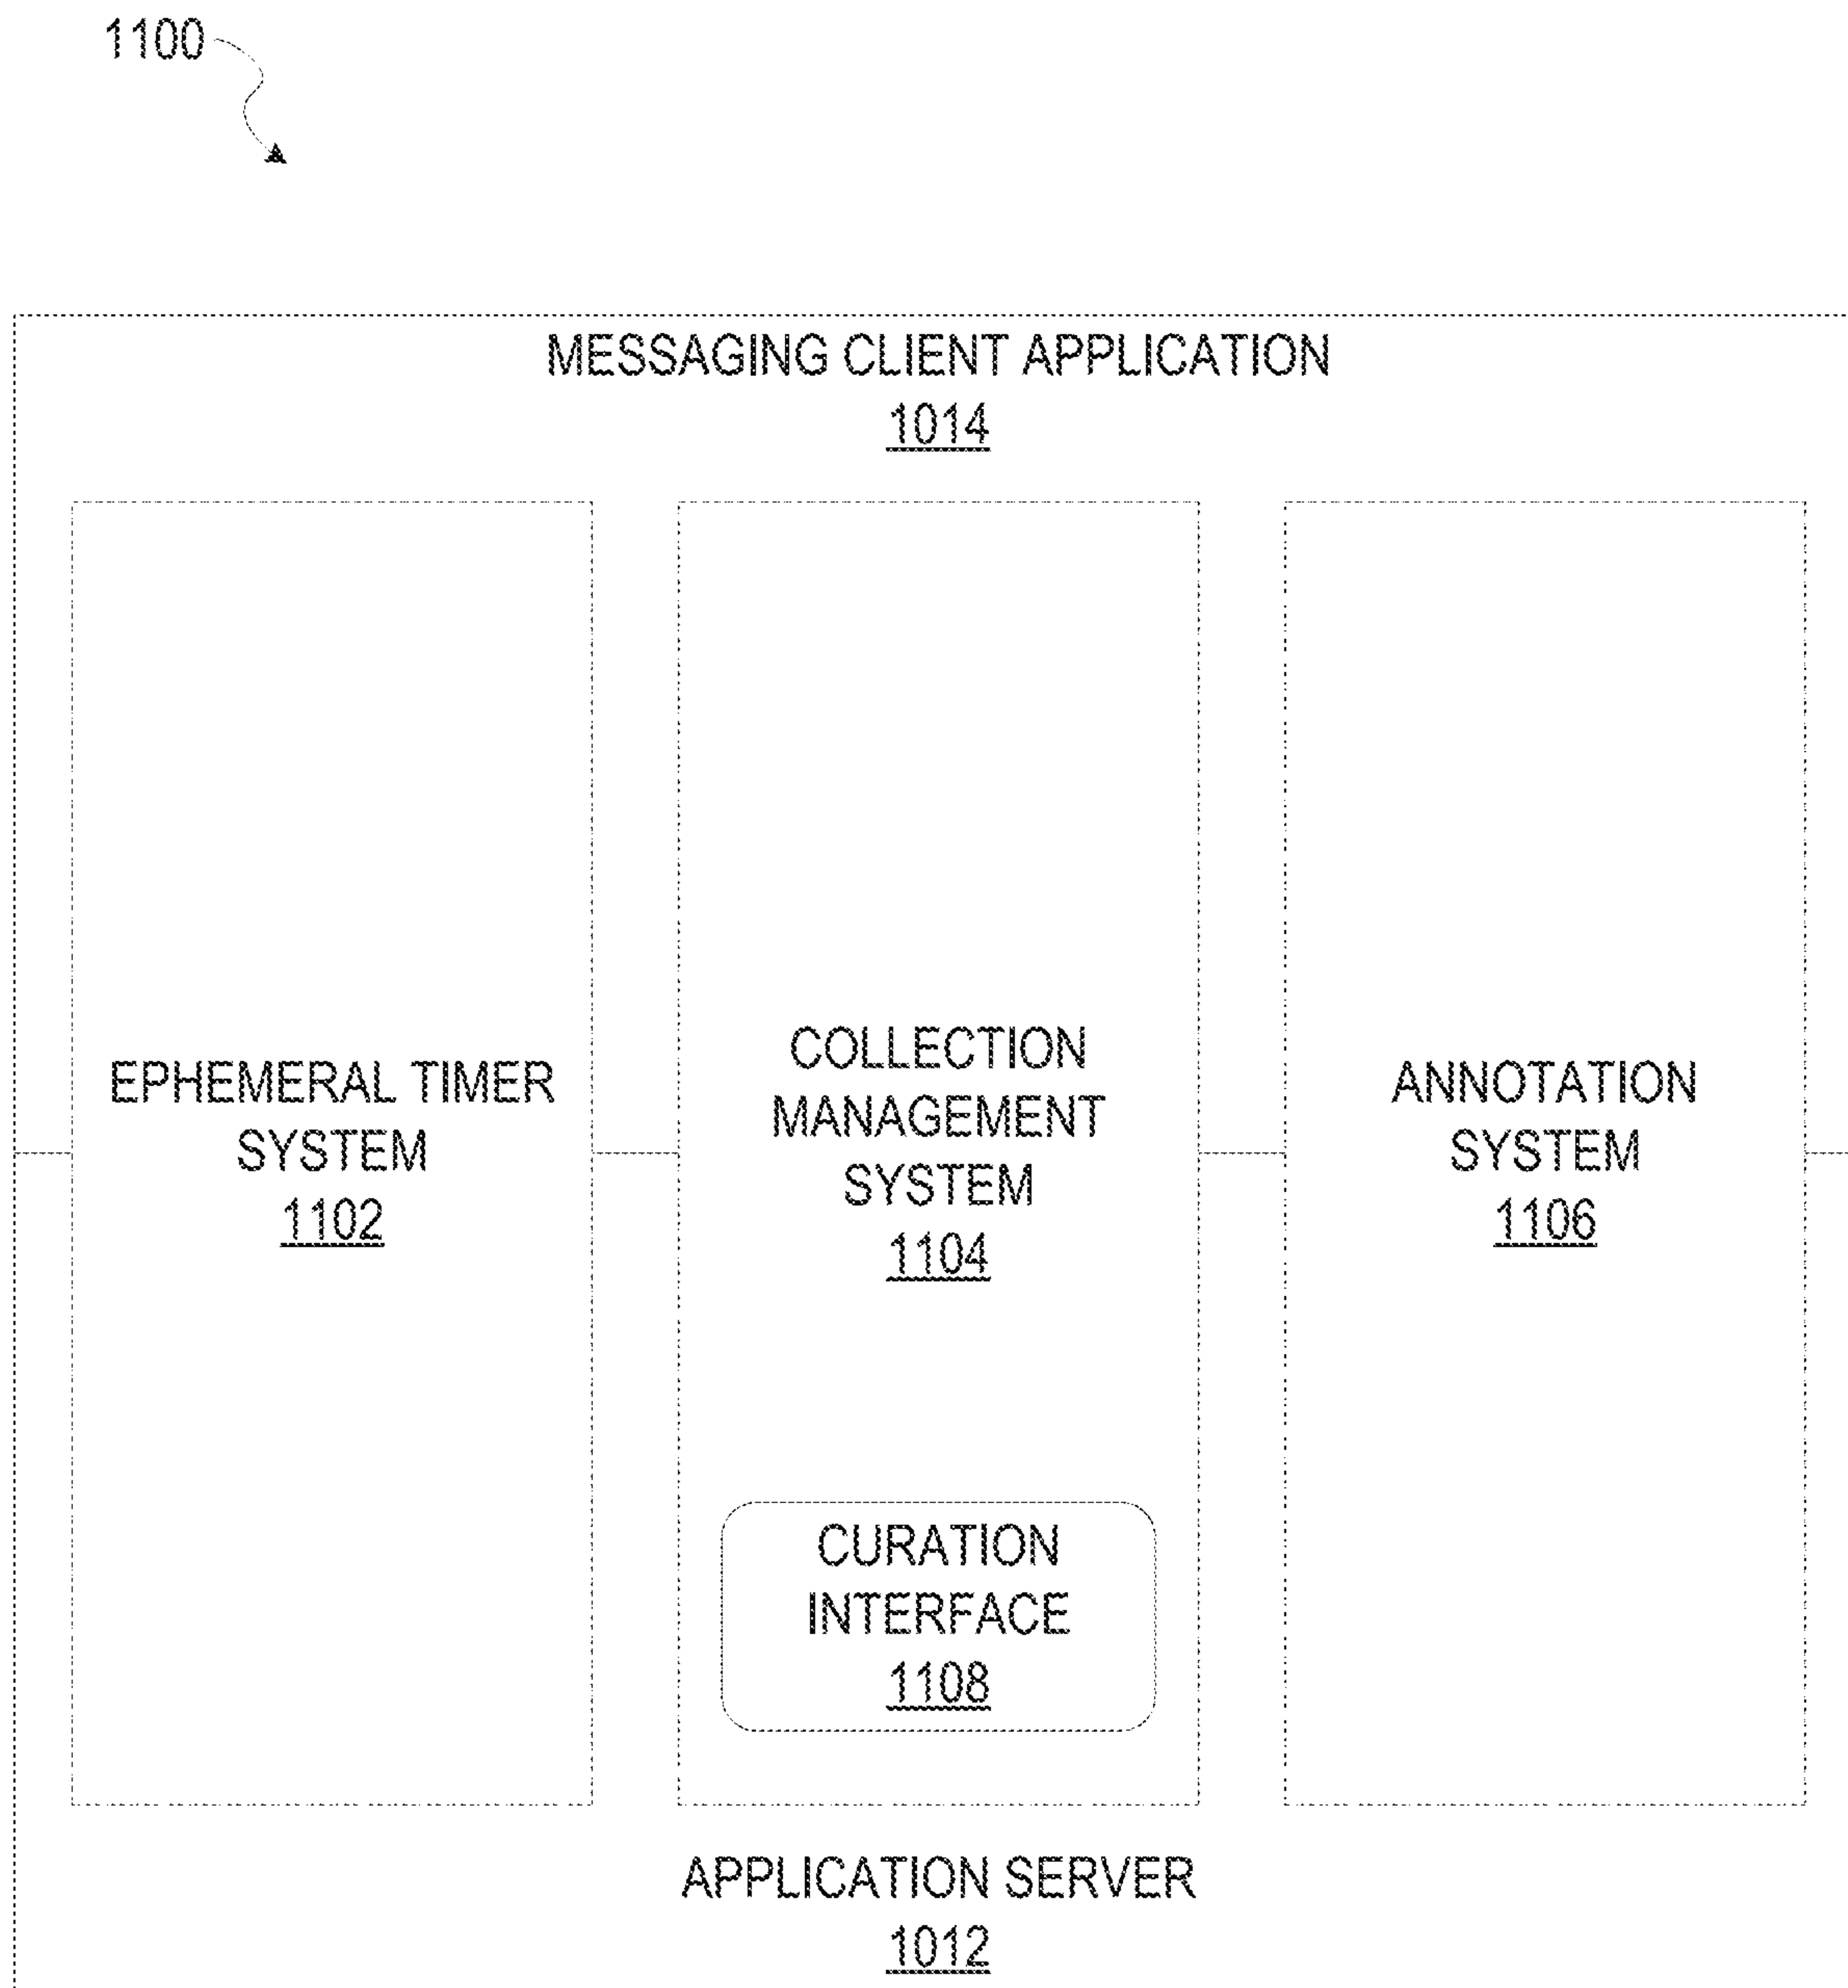 1100
MESSAGING CLIENT APPLICATION
1014
EPHEMERAL TIMER
SYSTEM
1102
COLLECTION
MANAGEMENT
SYSTEM
1104
ANNOTATION
SYSTEM
1106
CURATION
INTERFACE
1108
APPLICATION SERVER
1012